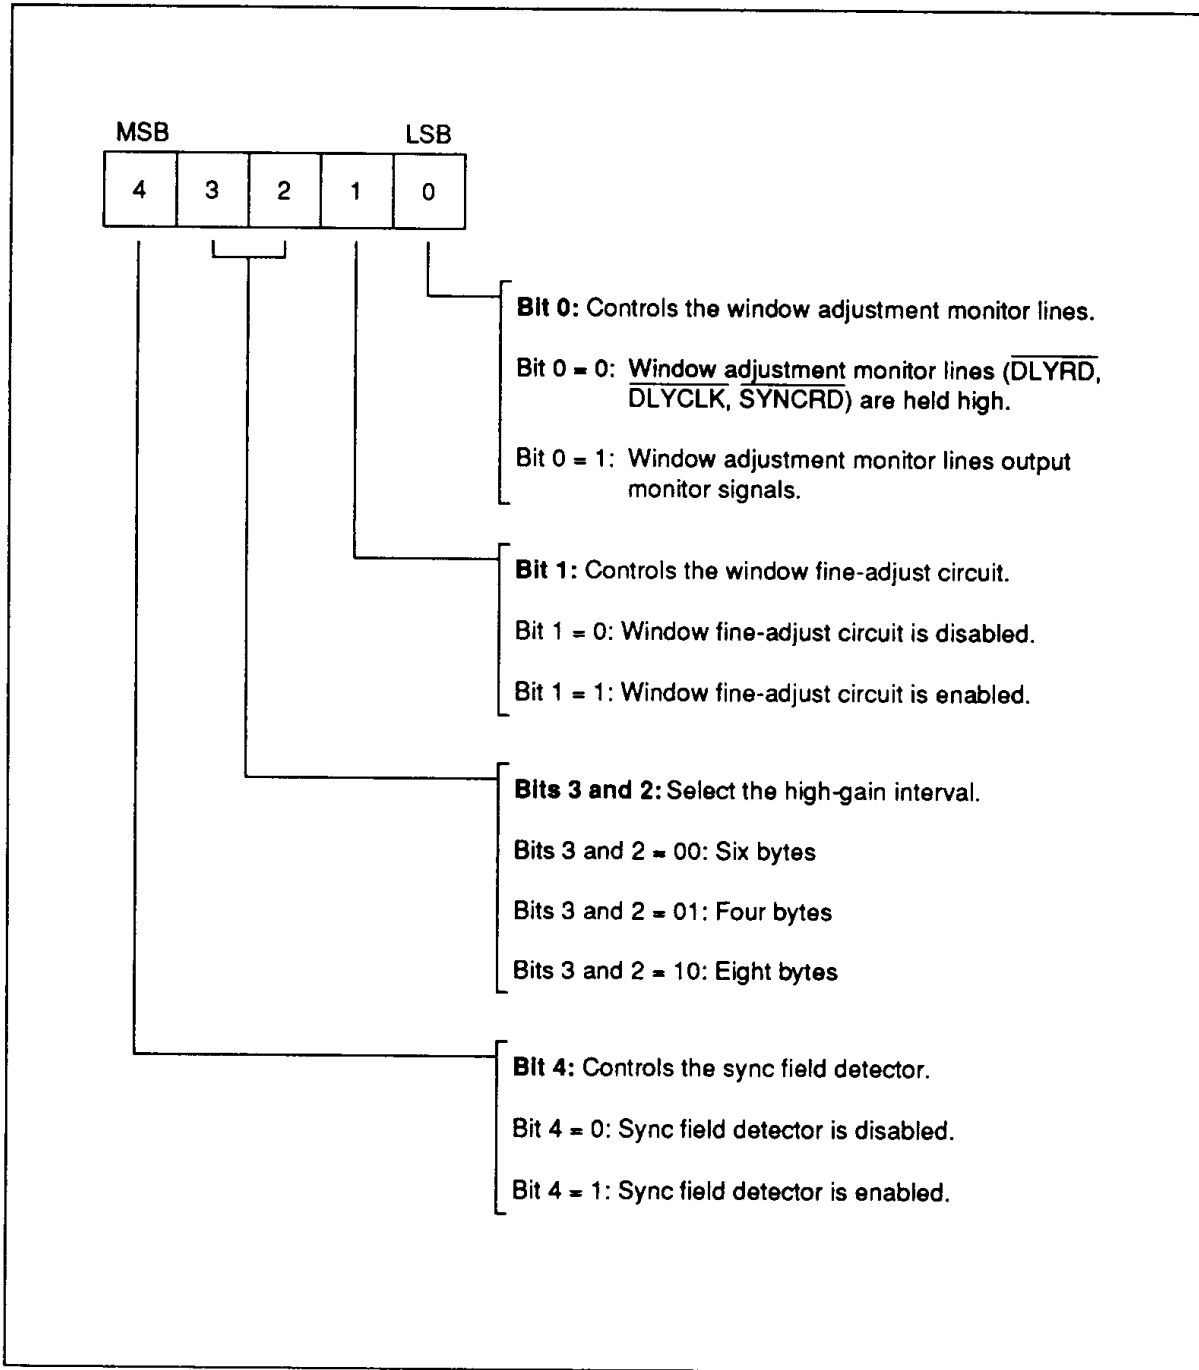 MSB LSB
4 3 2 1 0
Bit 0: Controls the window adjustment monitor lines.
Bit 0 = 0: Window adjustment monitor lines (D̅L̅Y̅R̅D̅,
D̅L̅Y̅C̅L̅K̅, S̅Y̅N̅C̅R̅D̅) are held high.
Bit 0 = 1: Window adjustment monitor lines output
monitor signals.
Bit 1: Controls the window fine-adjust circuit.
Bit 1 = 0: Window fine-adjust circuit is disabled.
Bit 1 = 1: Window fine-adjust circuit is enabled.
Bits 3 and 2: Select the high-gain interval.
Bits 3 and 2 = 00: Six bytes
Bits 3 and 2 = 01: Four bytes
Bits 3 and 2 = 10: Eight bytes
Bit 4: Controls the sync field detector.
Bit 4 = 0: Sync field detector is disabled.
Bit 4 = 1: Sync field detector is enabled.